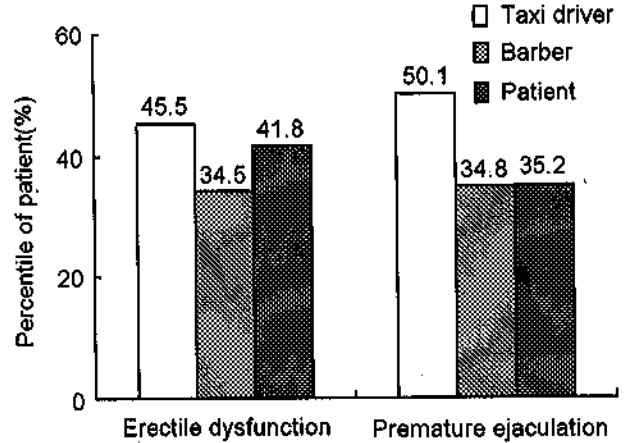 Taxi driver
Barber
Patient
Percentile of patient(%)
60
40
20
0
45.5
34.5
41.8
50.1
34.8
35.2
Erectile dysfunction
Premature ejaculation